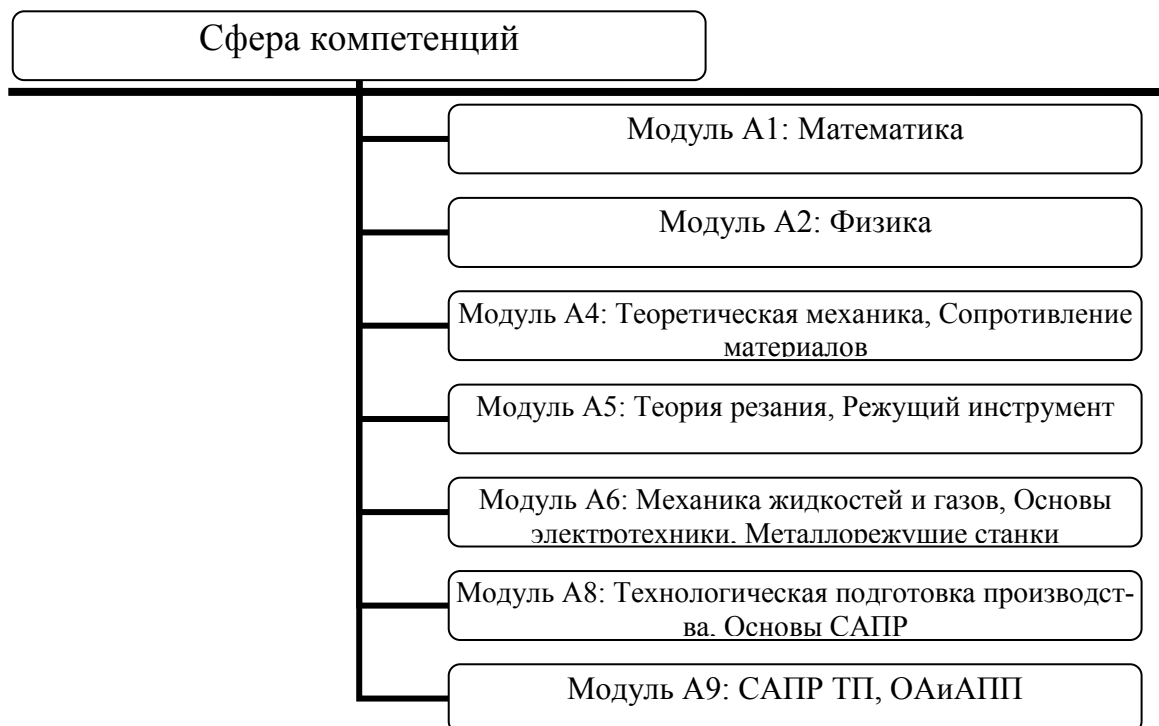 Сфера компетенций
Модуль А1: Математика
Модуль А2: Физика
Модуль А4: Теоретическая механика, Сопротивление
материалов
Модуль А5: Теория резания, Режущий инструмент
Модуль А6: Механика жидкостей и газов, Основы
электротехники. Металлорежущие станки
Модуль А8: Технологическая подготовка производст-
ва. Основы САПР
Модуль А9: САПР ТП, ОАиАПП